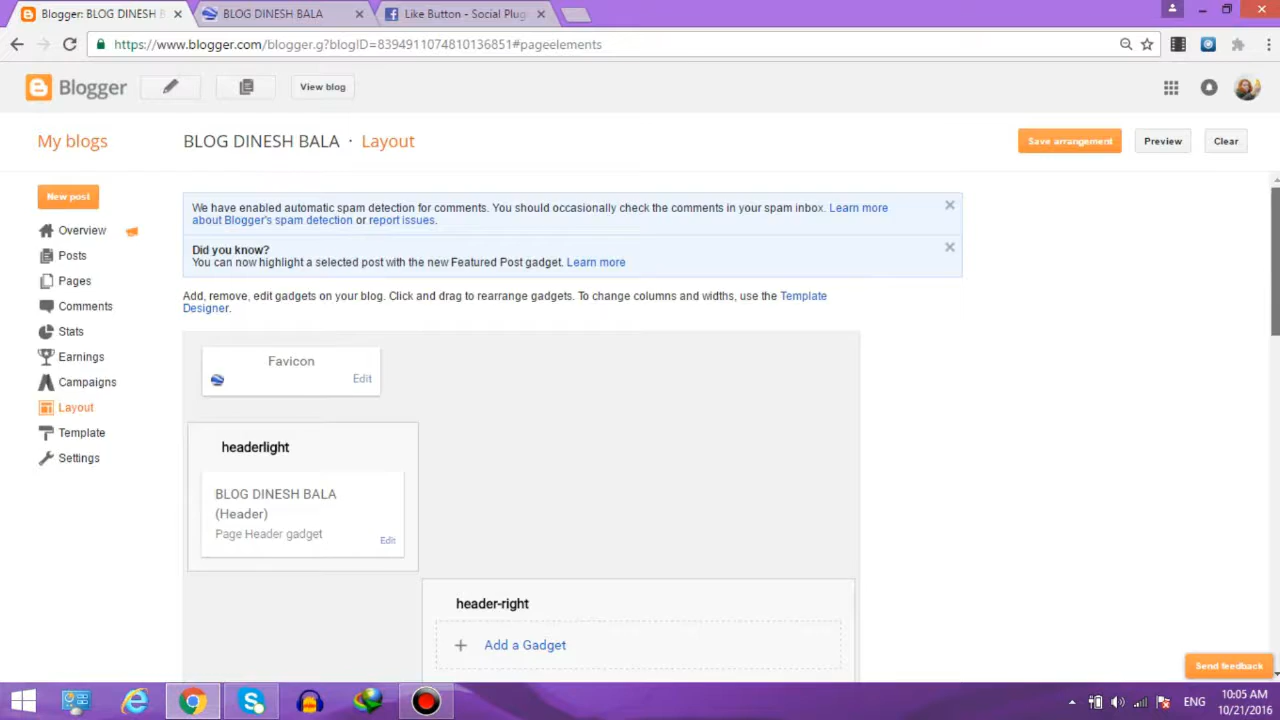 Blogger: BLOG DINESH B
BLOG DINESH BALA
Like Button - Social Plug
https://www.blogger.com/blogger.g?blogID=8394911074810136851#pageelements
Blogger
View blog
My blogs
BLOG DINESH BALA · Layout
Save arrangement
Preview
Clear
New post
Overview
Posts
Pages
Comments
Stats
Earnings
Campaigns
Layout
Template
Settings
We have enabled automatic spam detection for comments. You should occasionally check the comments in your spam inbox. Learn more
about Blogger's spam detection or report issues.
Did you know?
You can now highlight a selected post with the new Featured Post gadget. Learn more
Add, remove, edit gadgets on your blog. Click and drag to rearrange gadgets. To change columns and widths, use the Template
Designer.
Favicon
Edit
headerlight
BLOG DINESH BALA
(Header)
Page Header gadget
Edit
header-right
+ Add a Gadget
Send feedback
ENG
10:05 AM
10/21/2016